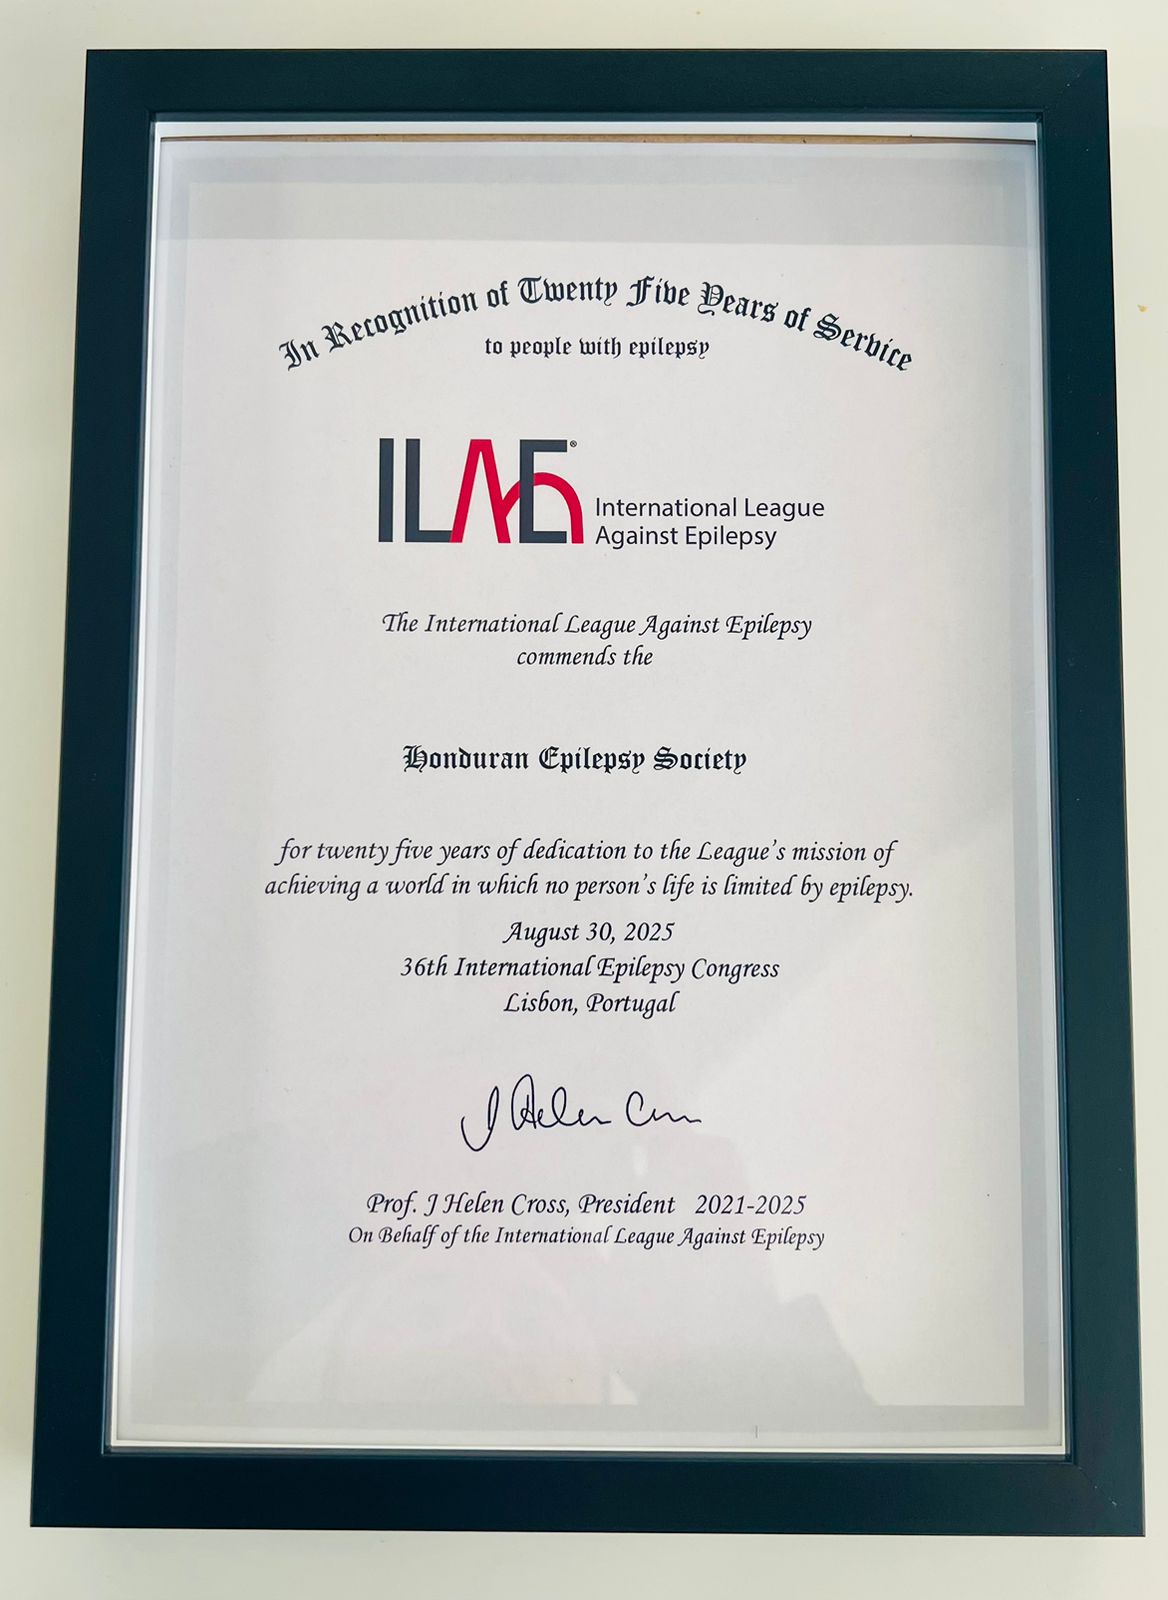 In Recognition of Twenty Five Years of Service
to people with epilepsy
ILAE®
International League
Against Epilepsy
The International League Against Epilepsy
commends the
Honduran Epilepsy Society
for twenty five years of dedication to the League's mission of
achieving a world in which no person's life is limited by epilepsy.
August 30, 2025
36th International Epilepsy Congress
Lisbon, Portugal
J Helen Cross
Prof. J Helen Cross, President 2021-2025
On Behalf of the International League Against Epilepsy